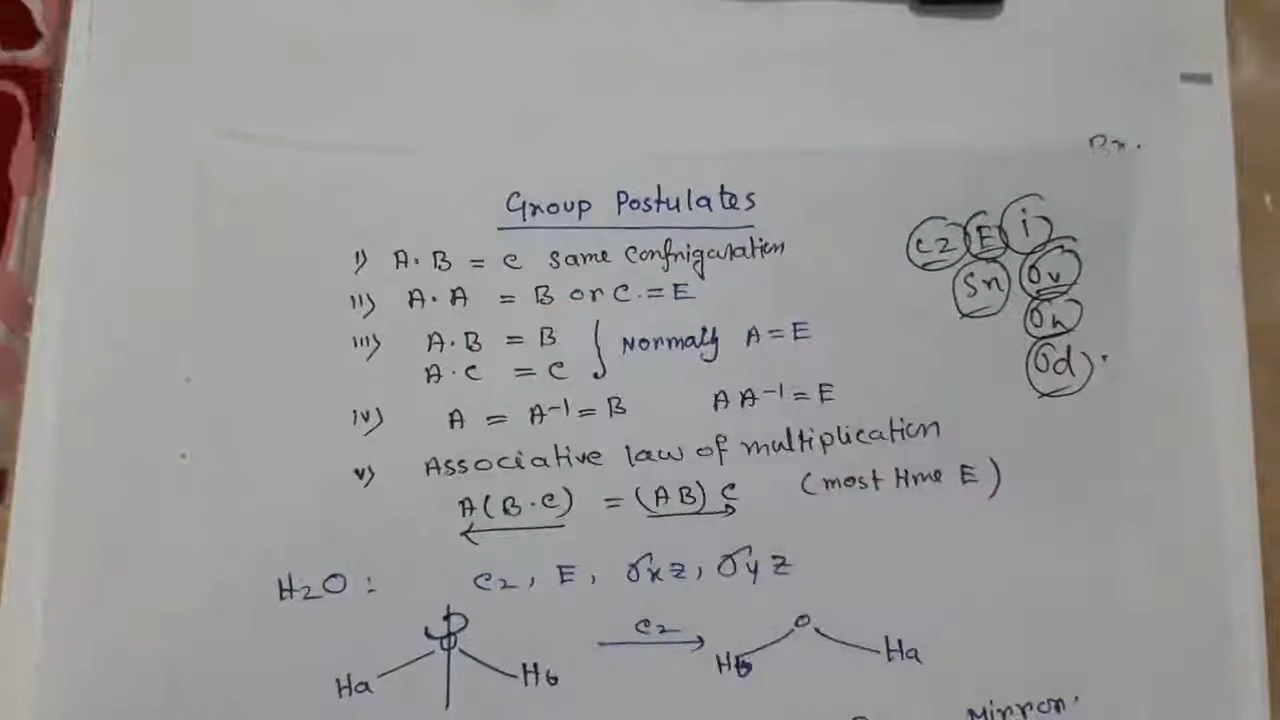 Group Postulates
I) A·B = C same configuration
II) A·A = B or C = E
III) A·B = B
A·C = C } Normally A = E
IV) A = A-1 = B A A-1 = E
V) Associative law of multiplication
A(B·C) = (AB) C (most time E)
H2O : C2, E, σxz, σyz
Ha Hb C2 Hb O Ha
Mirror.
C2 E i
Sn σv
σh
σd